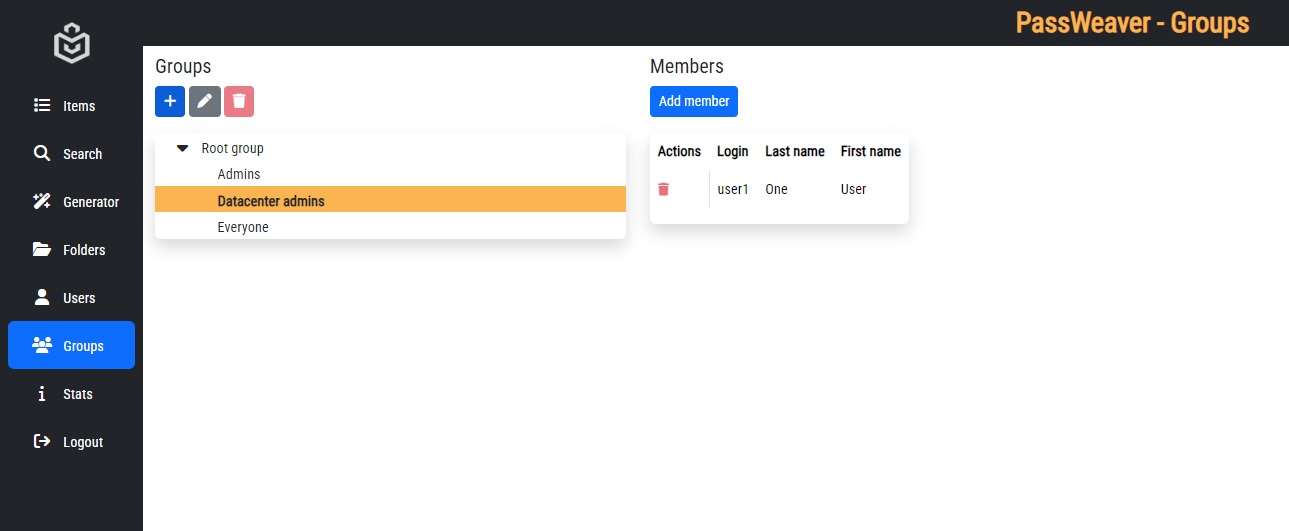 PassWeaver - Groups
Items
Search
Generator
Folders
Users
Groups
Stats
Logout
Groups
Root group
Admins
Datacenter admins
Everyone
Members
Add member
Actions Login Last name First name
user1 One User